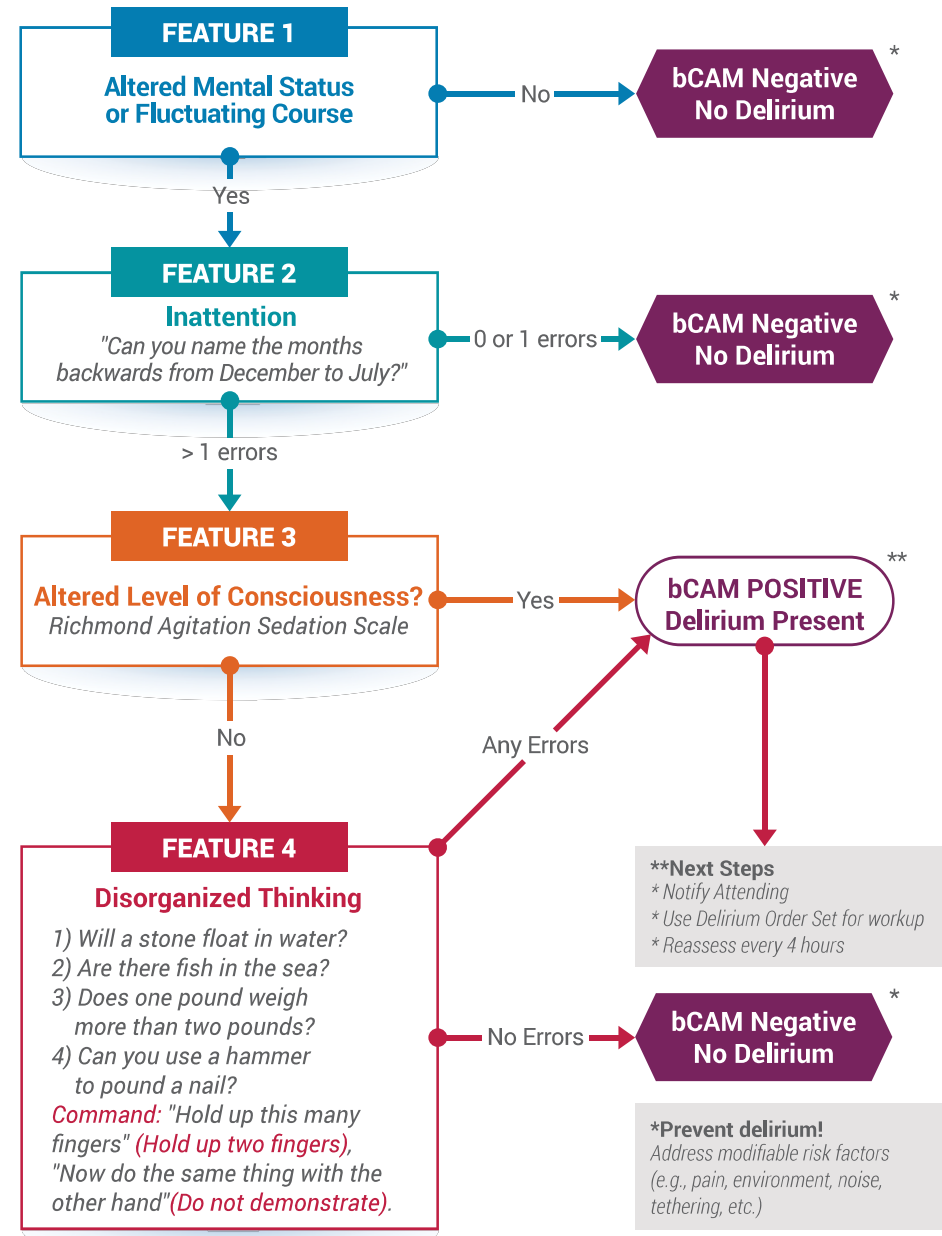 FEATURE 1
Altered Mental Status
or Fluctuating Course
No
*
bCAM Negative
No Delirium
Yes
FEATURE 2
Inattention
"Can you name the months
backwards from December to July?"
0 or 1 errors
*
bCAM Negative
No Delirium
> 1 errors
FEATURE 3
Altered Level of Consciousness?
Richmond Agitation Sedation Scale
Yes
**
bCAM POSITIVE
Delirium Present
No
Any Errors
FEATURE 4
Disorganized Thinking
1) Will a stone float in water?
2) Are there fish in the sea?
3) Does one pound weigh
more than two pounds?
4) Can you use a hammer
to pound a nail?
Command: "Hold up this many
fingers" (Hold up two fingers),
"Now do the same thing with the
other hand"(Do not demonstrate).
**Next Steps
* Notify Attending
* Use Delirium Order Set for workup
* Reassess every 4 hours
No Errors
*
bCAM Negative
No Delirium
*Prevent delirium!
Address modifiable risk factors
(e.g., pain, environment, noise,
tethering, etc.)